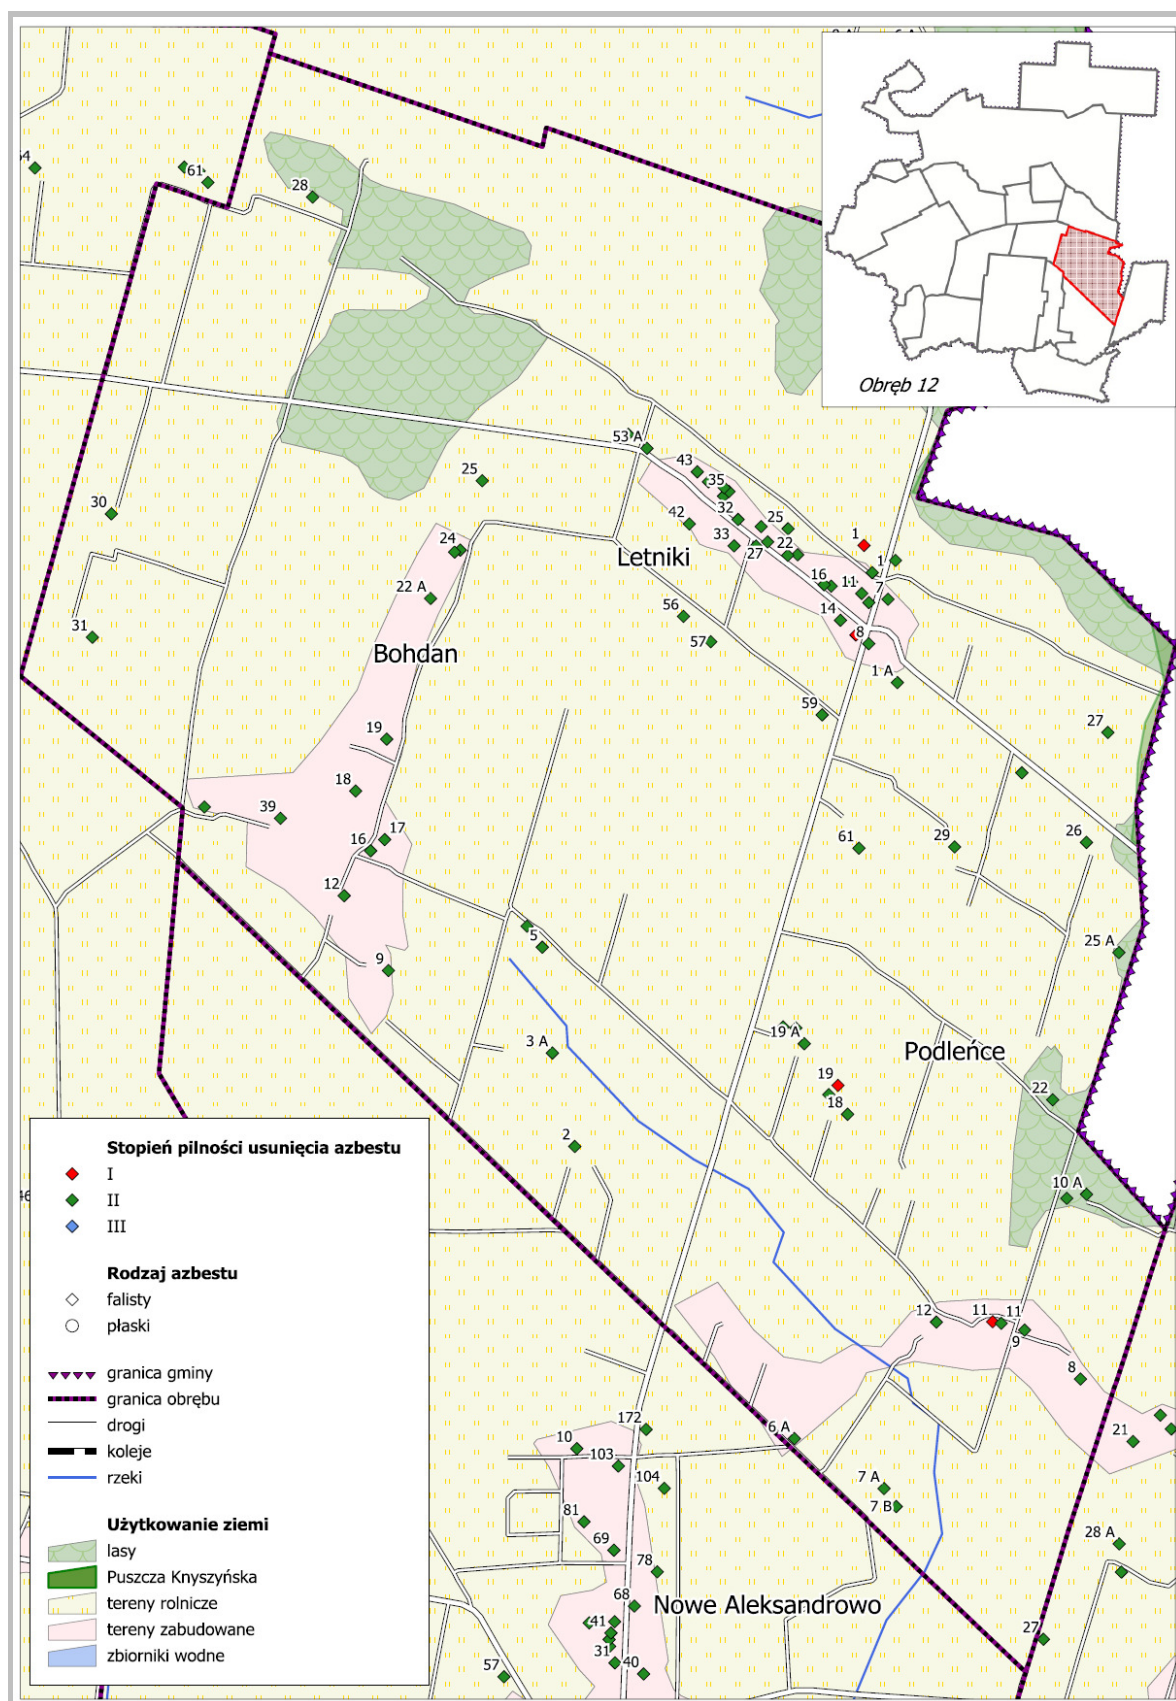 61
28
Obręb 12
53 A
43
35
25
30
42
32
25
33
27
22
1
1
24
22 A
Letniki
16
11
7
14
56
8
31
57
Bohdan
1 A
59
27
19
18
39
17
16
61
29
26
12
5
25 A
9
19 A
3 A
Podleńce
19
18
22
2
10 A
12
11
11
9
8
172
6 A
10
21
103
104
7 A
7 B
81
69
28 A
78
68
Nowe Aleksandrowo
41
31
40
27
57
Stopień pilności usunięcia azbestu
I
II
III
Rodzaj azbestu
falisty
płaski
granica gminy
granica obrębu
drogi
koleje
rzeki
Użytkowanie ziemi
lasy
Puszcza Knyszyńska
tereny rolnicze
tereny zabudowane
zbiorniki wodne